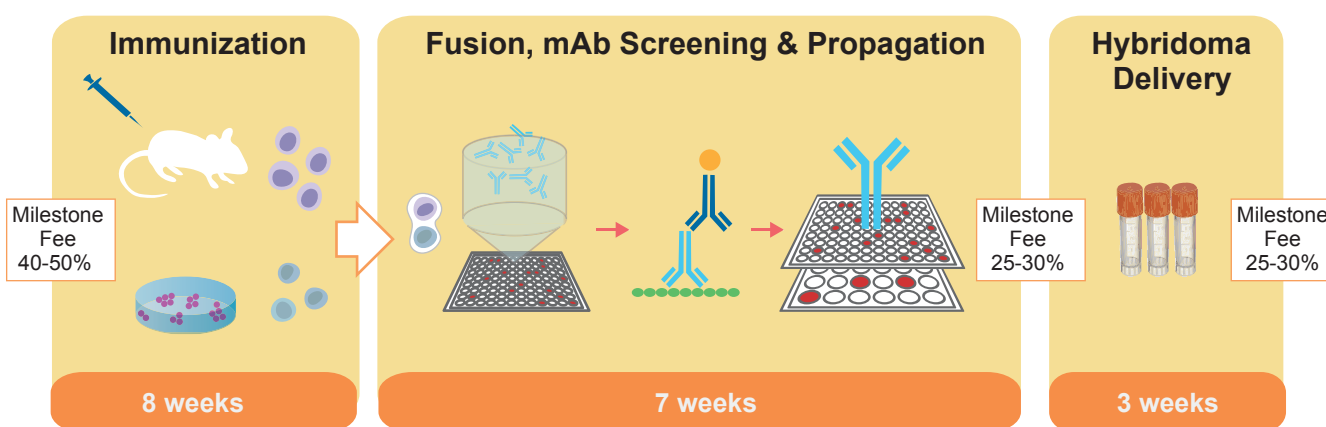 Immunization
Milestone
Fee
40-50%
8 weeks
Fusion, mAb Screening & Propagation
Milestone
Fee
25-30%
7 weeks
Hybridoma
Delivery
Milestone
Fee
25-30%
3 weeks